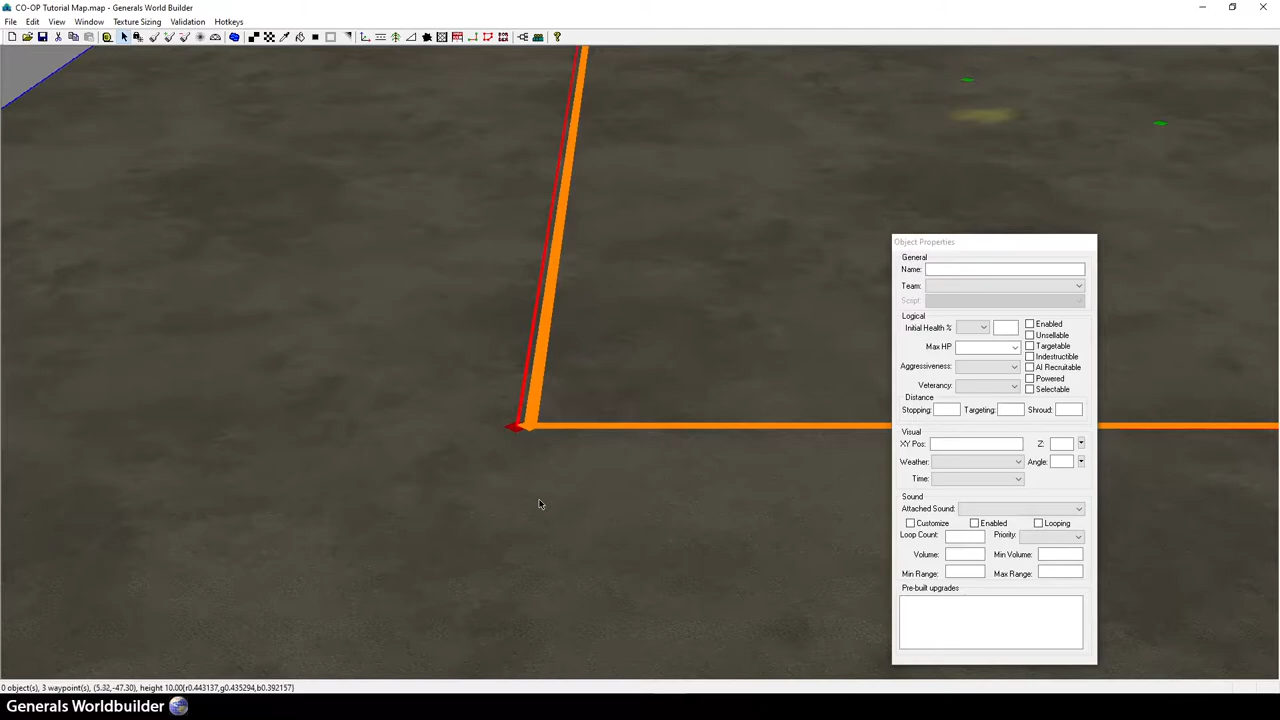 CO-OP Tutorial Map.map - Generals World Builder
File Edit View Window Texture Sizing Validation Hotkeys
Object Properties
General
Name:
Team:
Script:
Logical
Initial Health %
Enabled
Unsellable
Max HP
Targetable
Indestructible
Aggressiveness:
AI Recruitable
Powered
Veterancy:
Selectable
Distance
Stopping: Targeting: Shroud:
Visual
XY Pos: Z:
Weather: Angle:
Time:
Sound
Attached Sound:
Customize Enabled Looping
Loop Count: Priority:
Volume: Min Volume:
Min Range: Max Range:
Pre-built upgrades
0 object(s), 3 waypoint(s), (5.32,-47.30), height 10.00{r0.443137,g0.435294,b0.392157}
Generals Worldbuilder